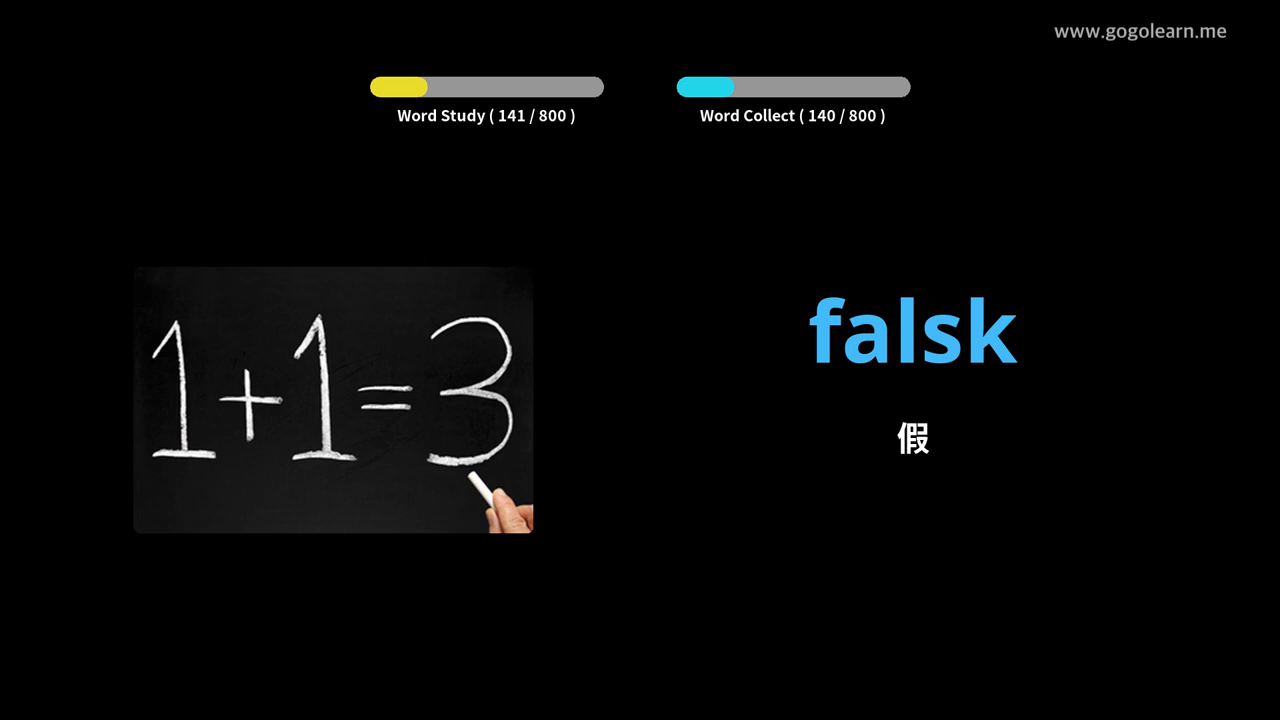 www.gogolearn.me
Word Study ( 141 / 800 )
Word Collect ( 140 / 800 )
1+1=3
falsk
假